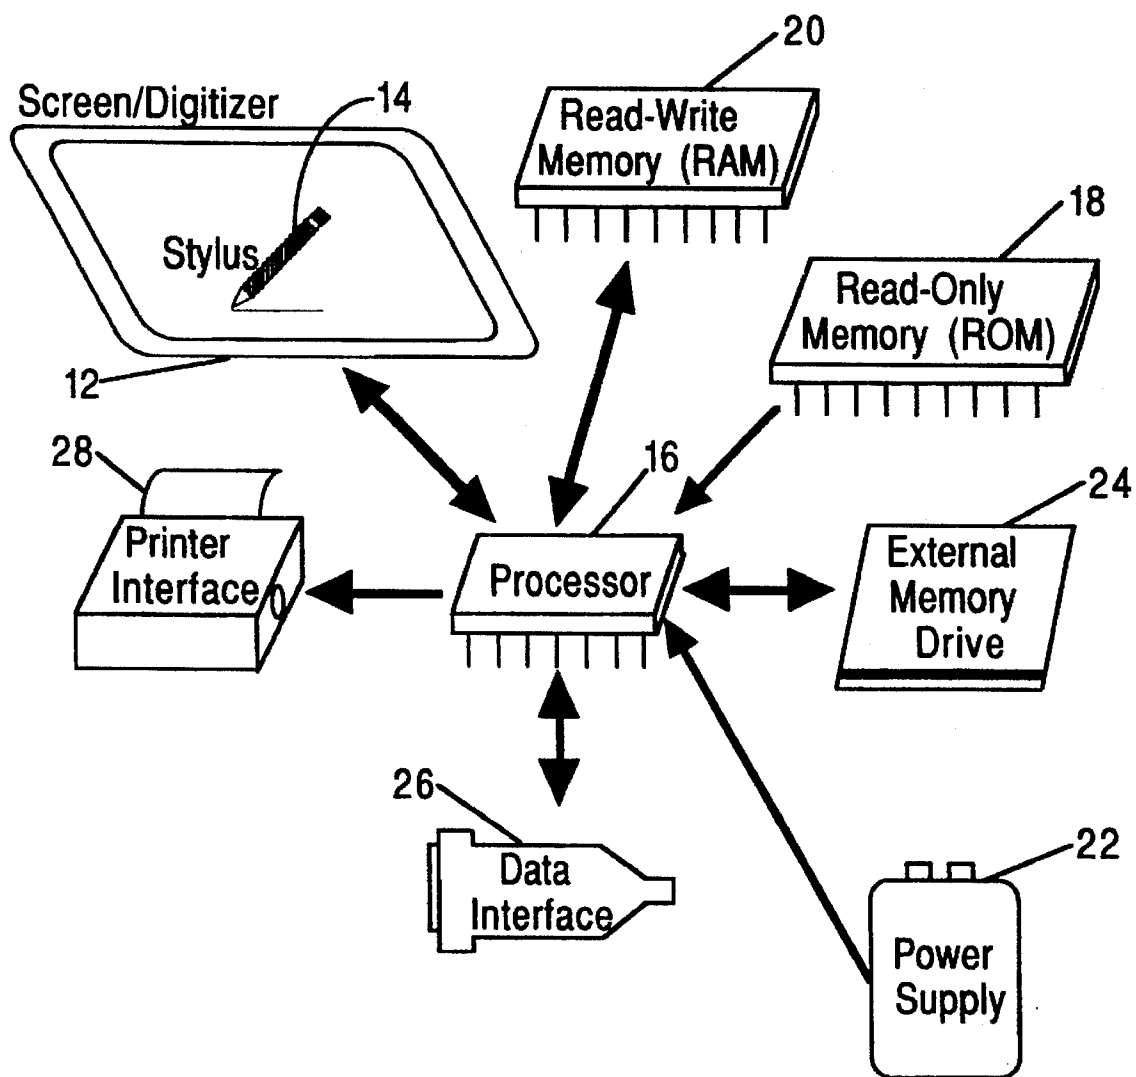 20
Screen/Digitizer
14
Read-Write
Memory (RAM)
18
Stylus
Read-Only
Memory (ROM)
12
28
16
24
Printer
Interface
Processor
External
Memory
Drive
26
22
Data
Interface
Power
Supply